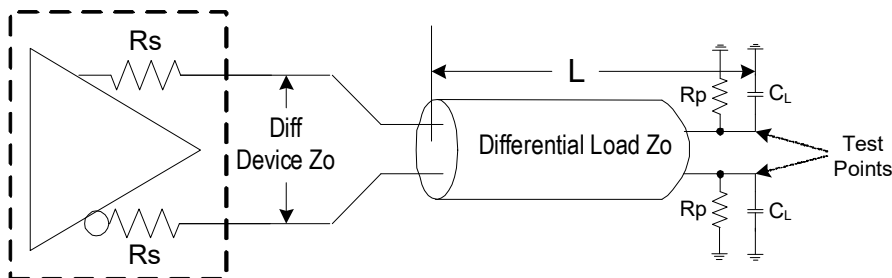 Rs
Diff
Device Zo
Rs
L
Differential Load Zo
Rp
CL
Rp
CL
Test
Points